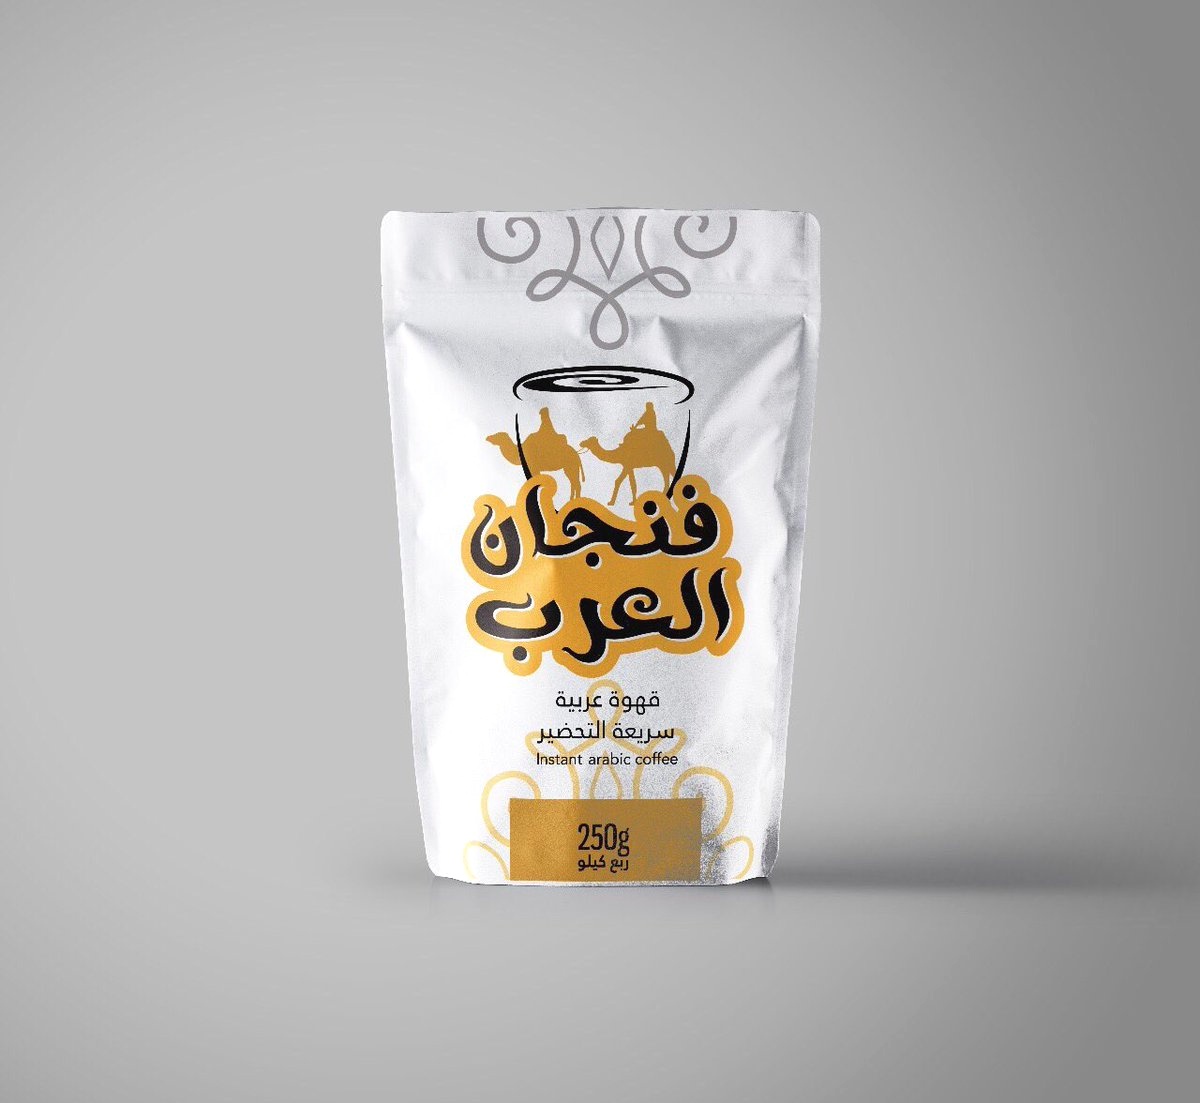 فنجان
العرب
قهوة عربية
سريعة التحضير
Instant arabic coffee
250g
ربع كيلو